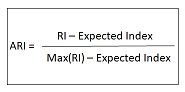 RI – Expected Index
ARI =
Max(RI) – Expected Index